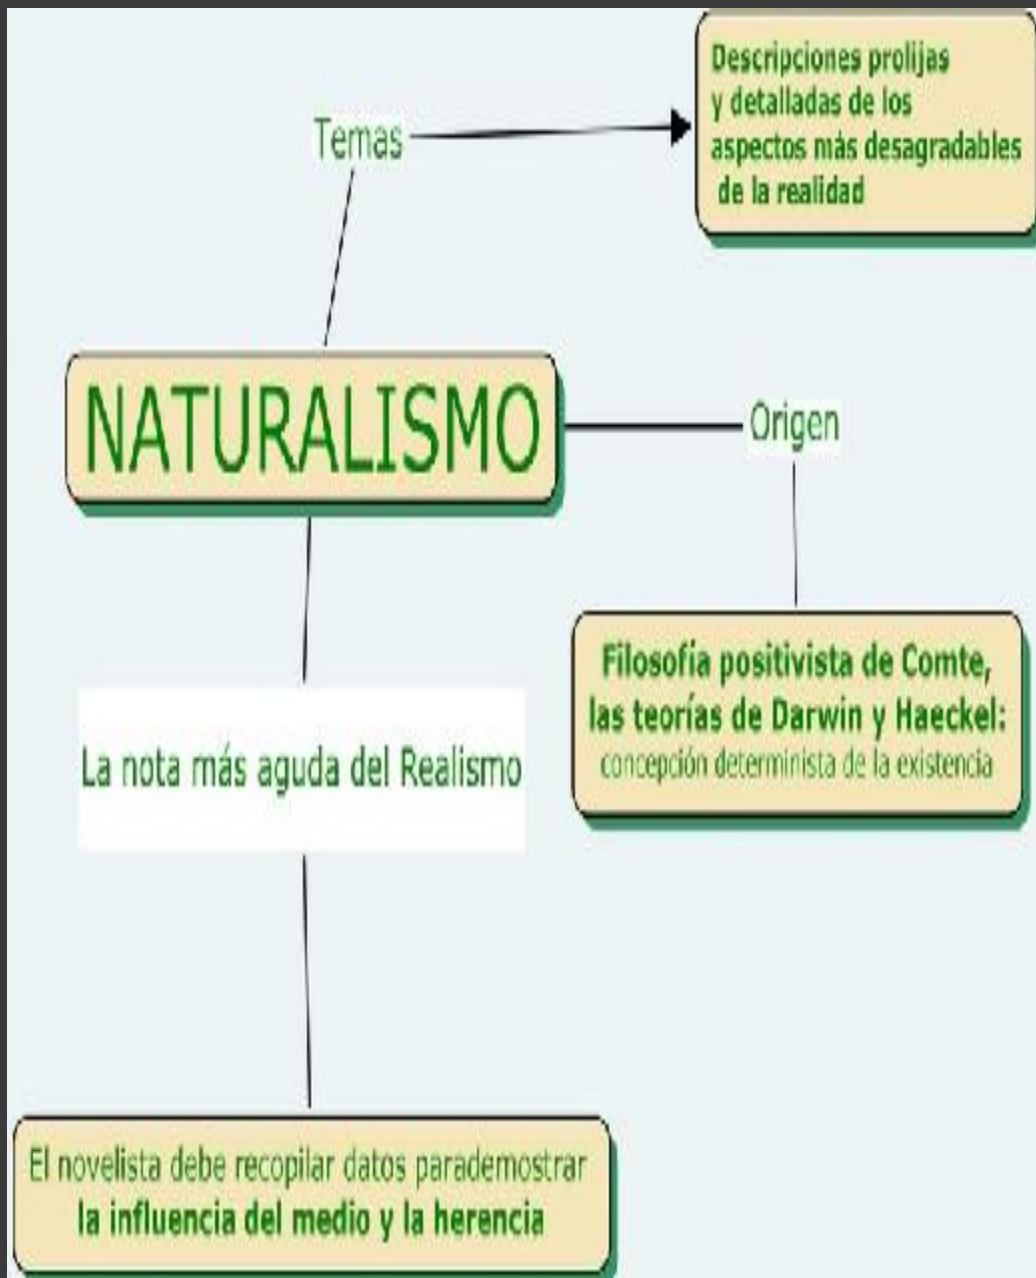 Descripciones prolijas
y detalladas de los
aspectos más desagradables
de la realidad
Temas
NATURALISMO
Origen
Filosofía positivista de Comte,
las teorías de Darwin y Haeckel:
concepción determinista de la existencia
La nota más aguda del Realismo
El novelista debe recopilar datos parademostrar
la influencia del medio y la herencia